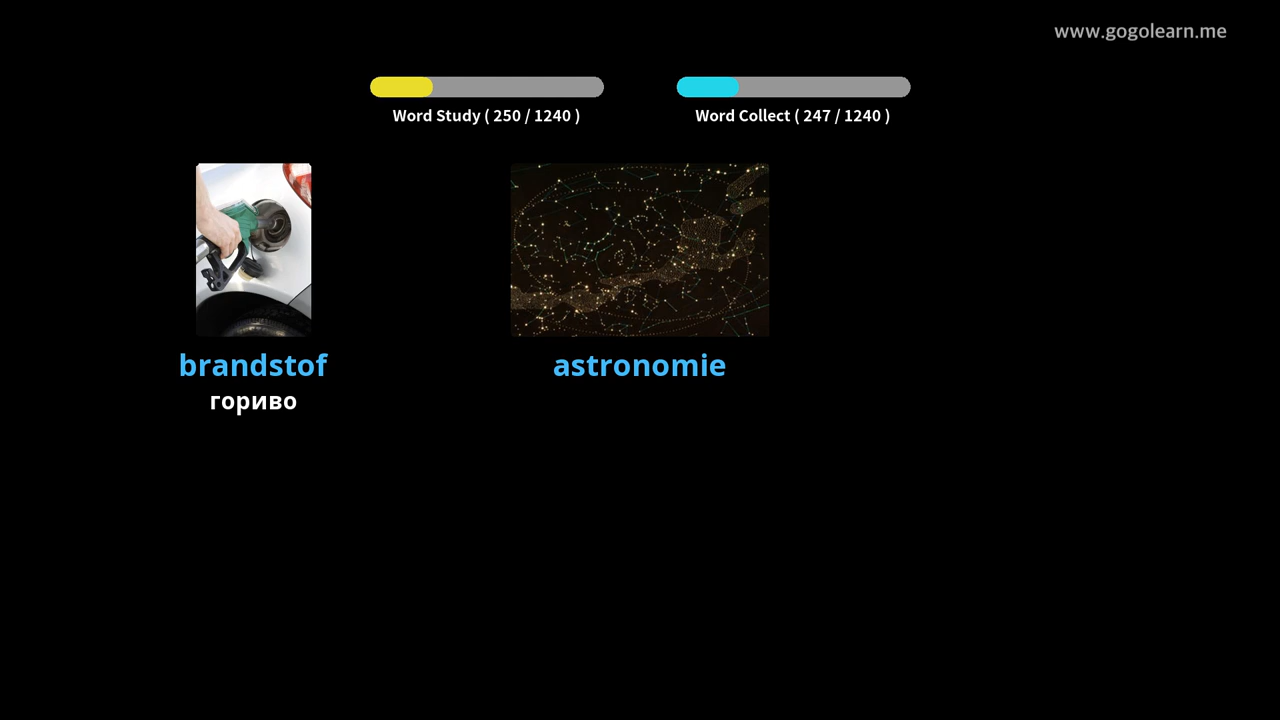 www.gogolearn.me
Word Study ( 250 / 1240 )
Word Collect ( 247 / 1240 )
brandstof
гориво
astronomie